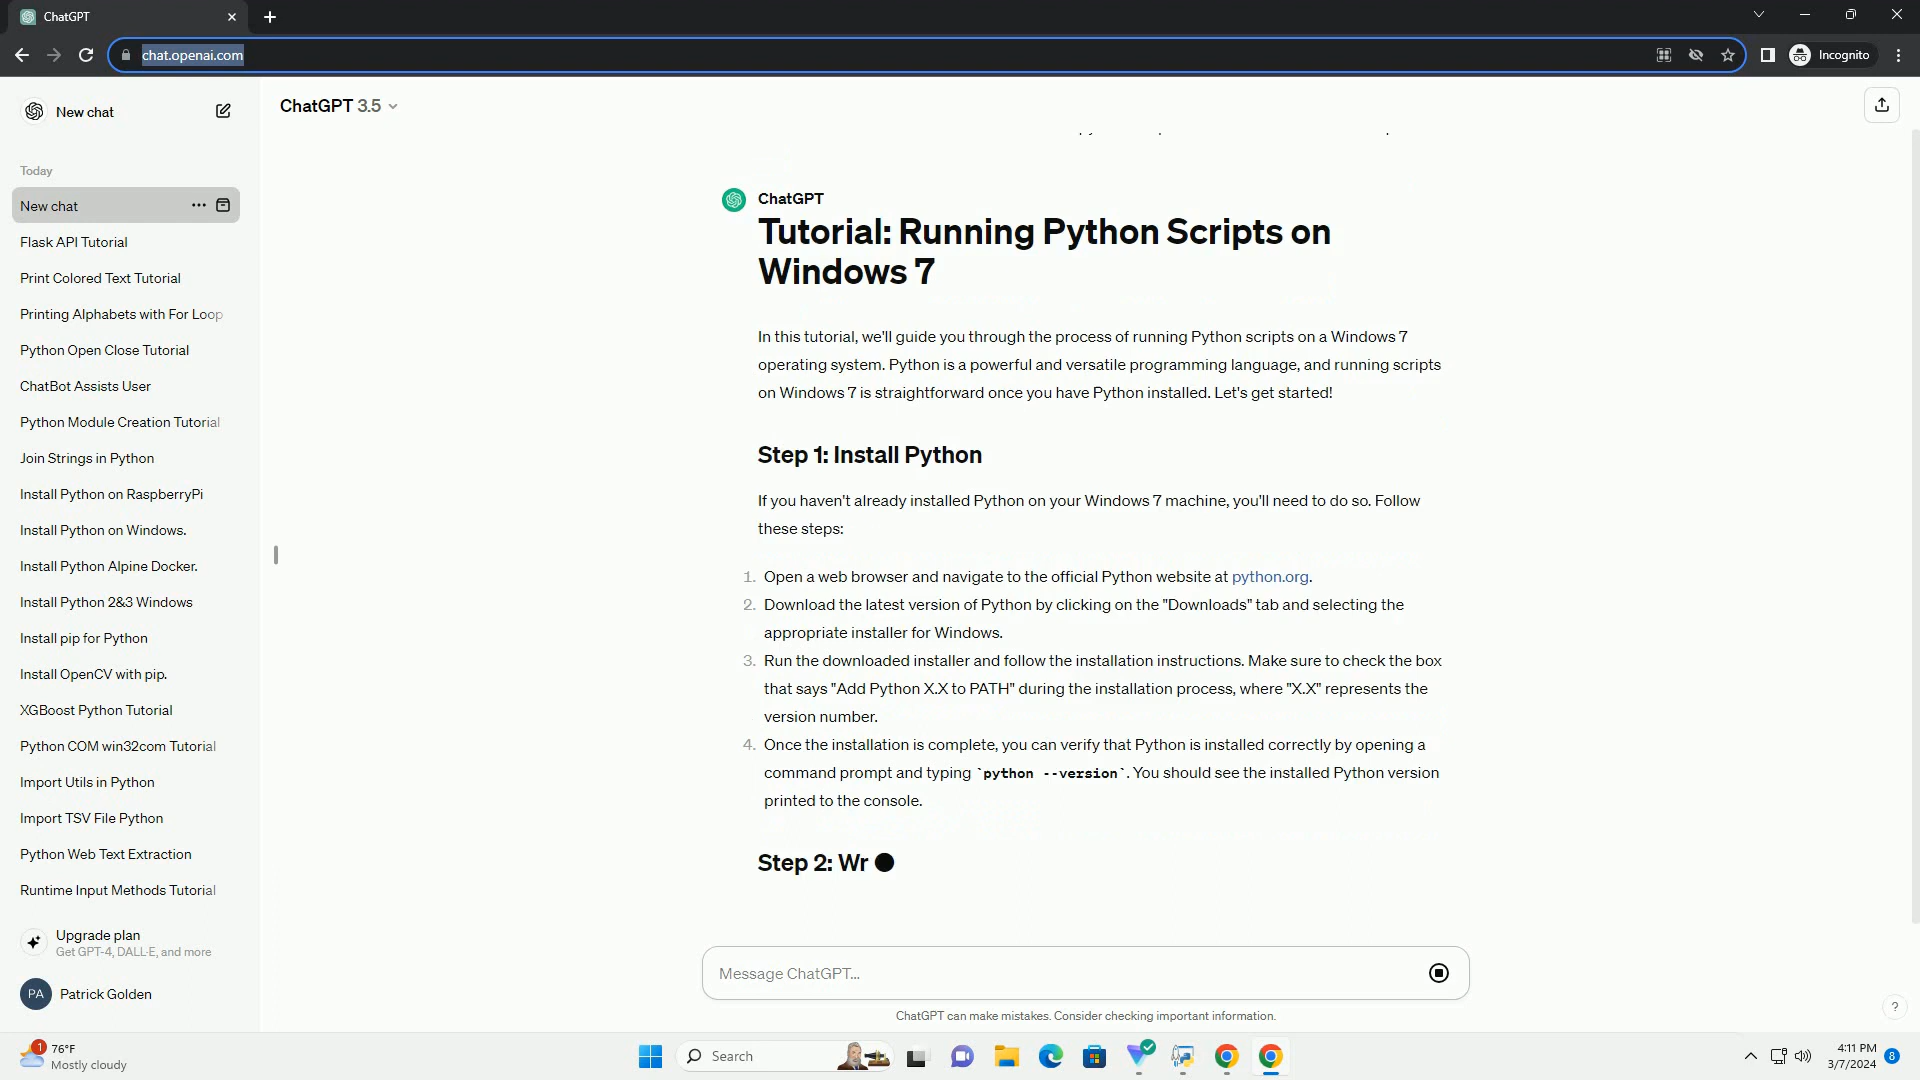 ChatGPT
chat.openai.com
Incognito
New chat
Today
New chat
Flask API Tutorial
Print Colored Text Tutorial
Printing Alphabets with For Loop
Python Open Close Tutorial
ChatBot Assists User
Python Module Creation Tutorial
Join Strings in Python
Install Python on RaspberryPi
Install Python on Windows.
Install Python Alpine Docker.
Install Python 2&3 Windows
Install pip for Python
Install OpenCV with pip.
XGBoost Python Tutorial
Python COM win32com Tutorial
Import Utils in Python
Import TSV File Python
Python Web Text Extraction
Runtime Input Methods Tutorial
Upgrade plan
Get GPT-4, DALL·E, and more
PA Patrick Golden
ChatGPT 3.5
ChatGPT
Tutorial: Running Python Scripts on
Windows 7
In this tutorial, we'll guide you through the process of running Python scripts on a Windows 7
operating system. Python is a powerful and versatile programming language, and running scripts
on Windows 7 is straightforward once you have Python installed. Let's get started!
Step 1: Install Python
If you haven't already installed Python on your Windows 7 machine, you'll need to do so. Follow
these steps:
1. Open a web browser and navigate to the official Python website at python.org.
2. Download the latest version of Python by clicking on the "Downloads" tab and selecting the
appropriate installer for Windows.
3. Run the downloaded installer and follow the installation instructions. Make sure to check the box
that says "Add Python X.X to PATH" during the installation process, where "X.X" represents the
version number.
4. Once the installation is complete, you can verify that Python is installed correctly by opening a
command prompt and typing `python --version`. You should see the installed Python version
printed to the console.
Step 2: Wr
Message ChatGPT...
ChatGPT can make mistakes. Consider checking important information.
?
1
76°F
Mostly cloudy
Search
4:11 PM
3/7/2024
8